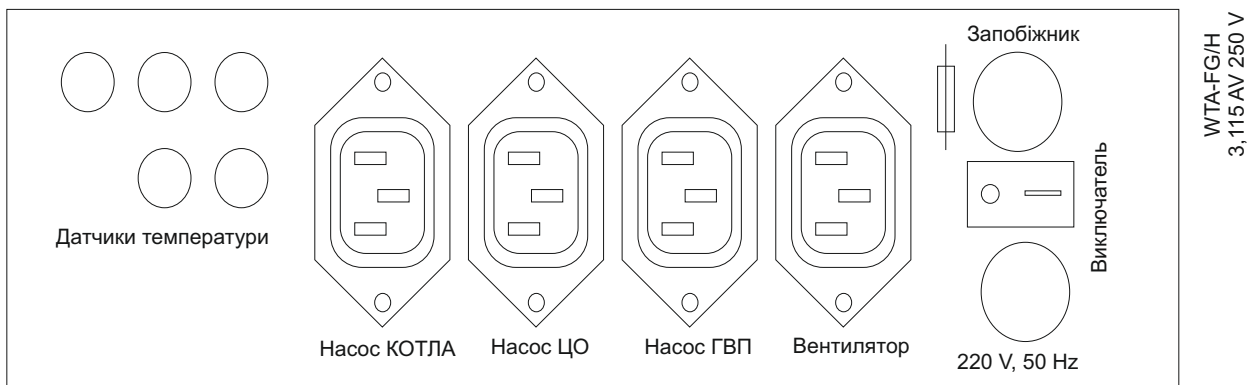 Запобіжник
Датчики температури
Насос КОТЛА
Насос ЦО
Насос ГВП
Вентилятор
Виключатель
220 V, 50 Hz
WTA-FG/H
3,115 AV 250 V